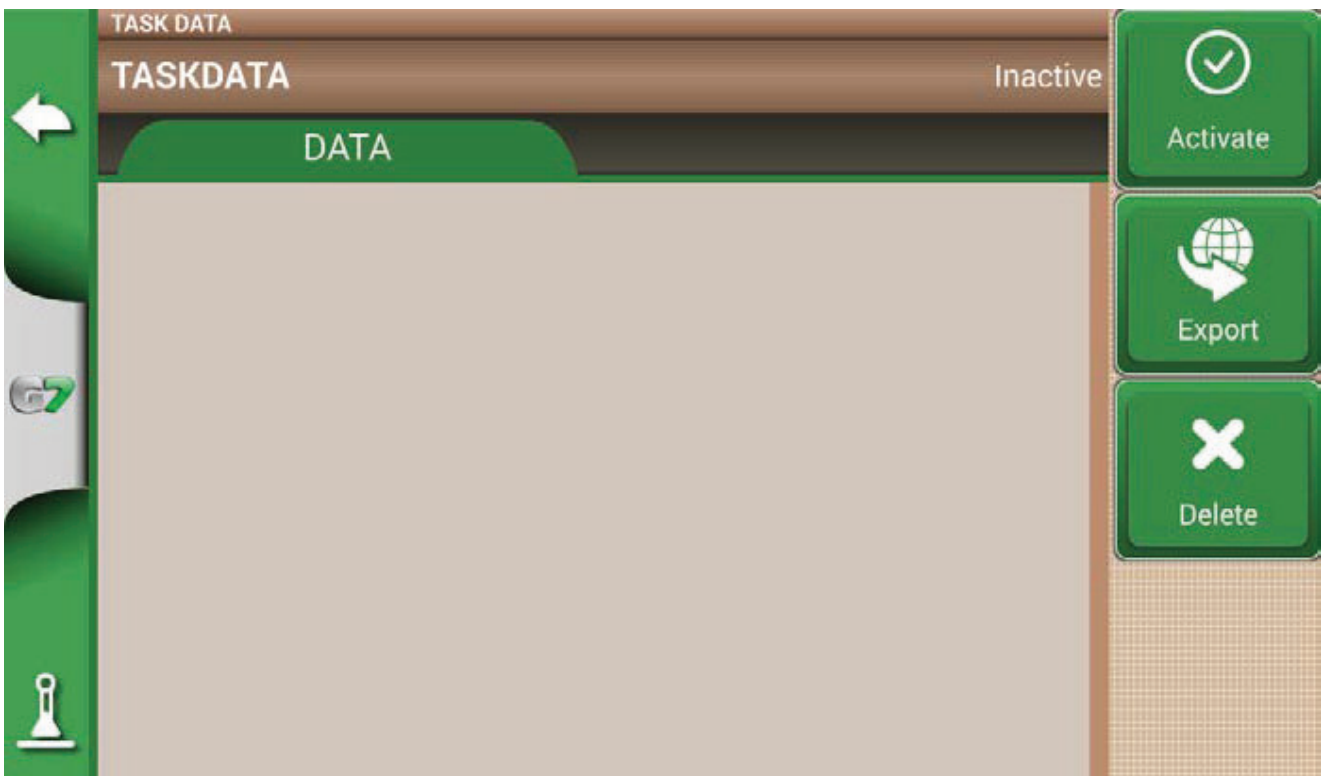 TASK DATA
TASKDATA
Inactive
DATA
Activate
Export
Delete
G7